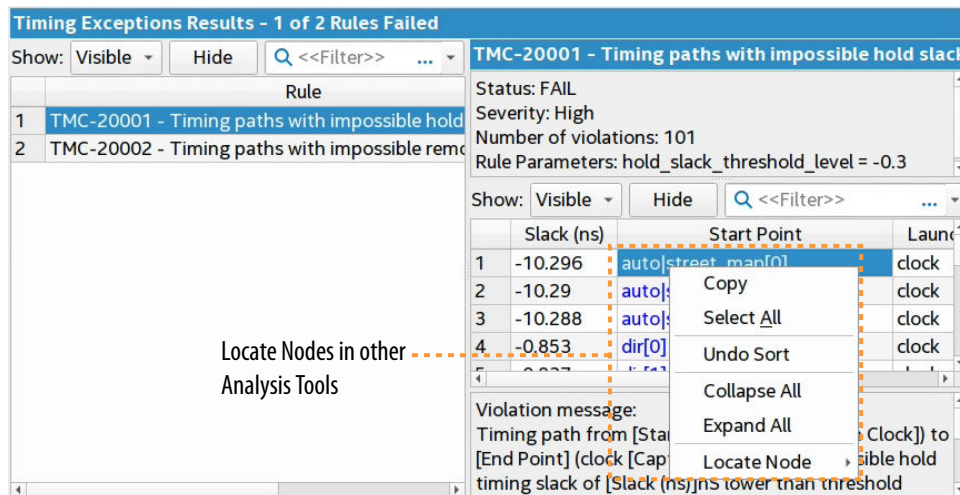 Timing Exceptions Results - 1 of 2 Rules Failed
Show: Visible Hide <<Filter>> ...
Rule
1 TMC-20001 - Timing paths with impossible hold
2 TMC-20002 - Timing paths with impossible remo
TMC-20001 - Timing paths with impossible hold slack
Status: FAIL
Severity: High
Number of violations: 101
Rule Parameters: hold_slack_threshold_level = -0.3
Show: Visible Hide <<Filter>> ...
Slack (ns) Start Point Launc
1 -10.296 auto|street_map[0] clock
2 -10.29 auto|s clock
3 -10.288 auto|s clock
4 -0.853 dir[0] clock
Copy
Select All
Undo Sort
Collapse All
Expand All
Locate Node
Locate Nodes in other
Analysis Tools
Violation message:
Timing path from [Star Clock]) to
[End Point] (clock [Capt sible hold
timing slack of [Slack (ns)]nS lower than threshold